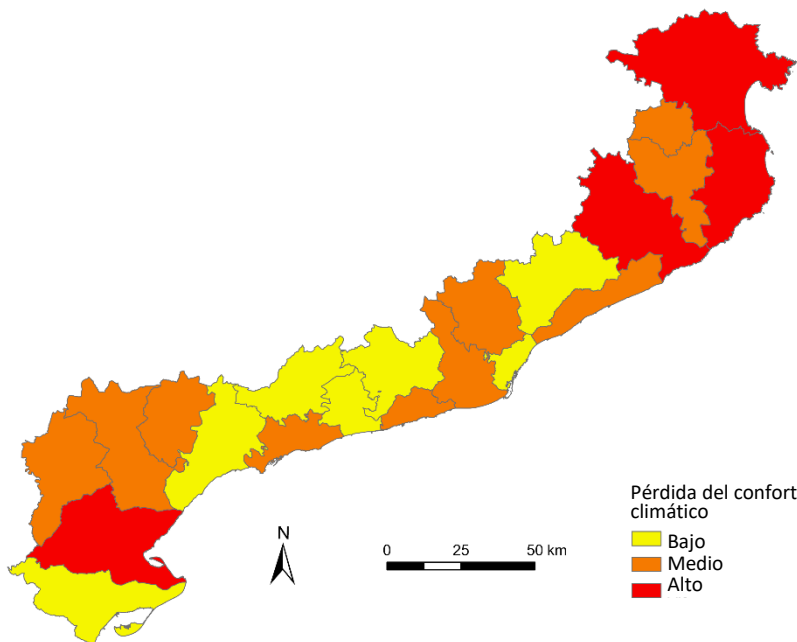 Pérdida del confort
climático
Bajo
Medio
Alto
N
0 25 50 km